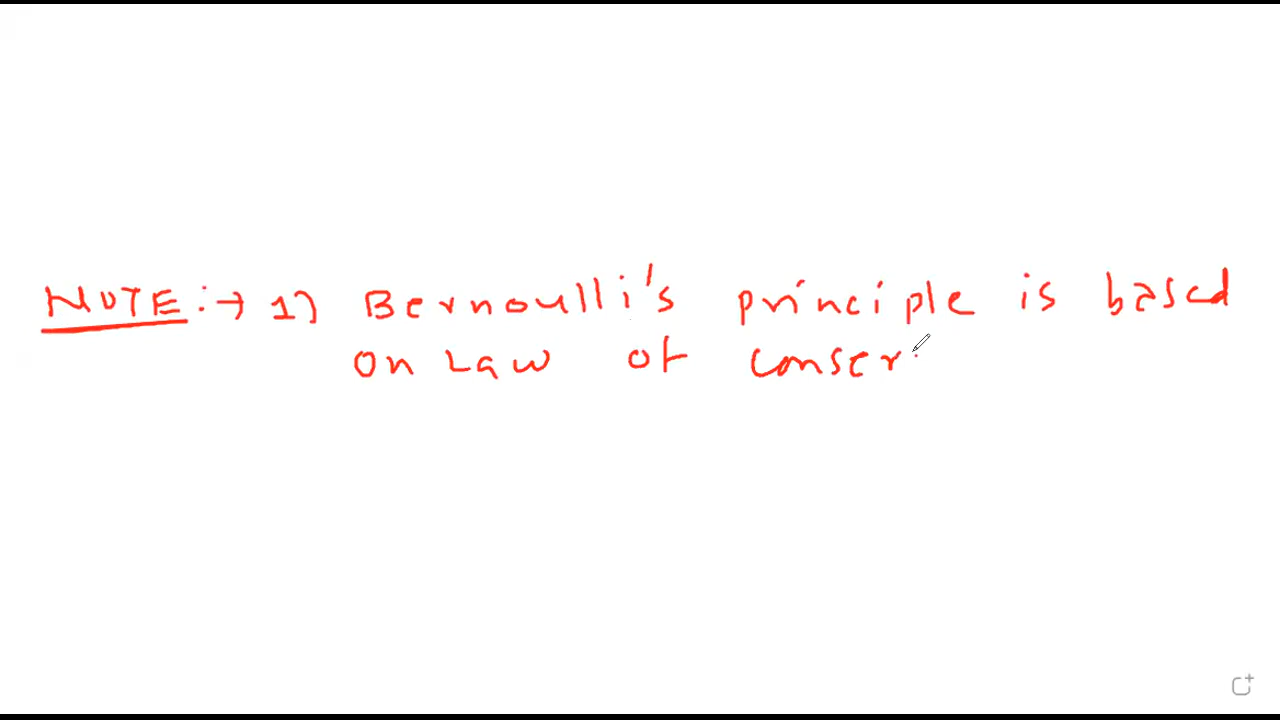 NOTE:→ 1) Bernoulli's principle is based
on Law of conser